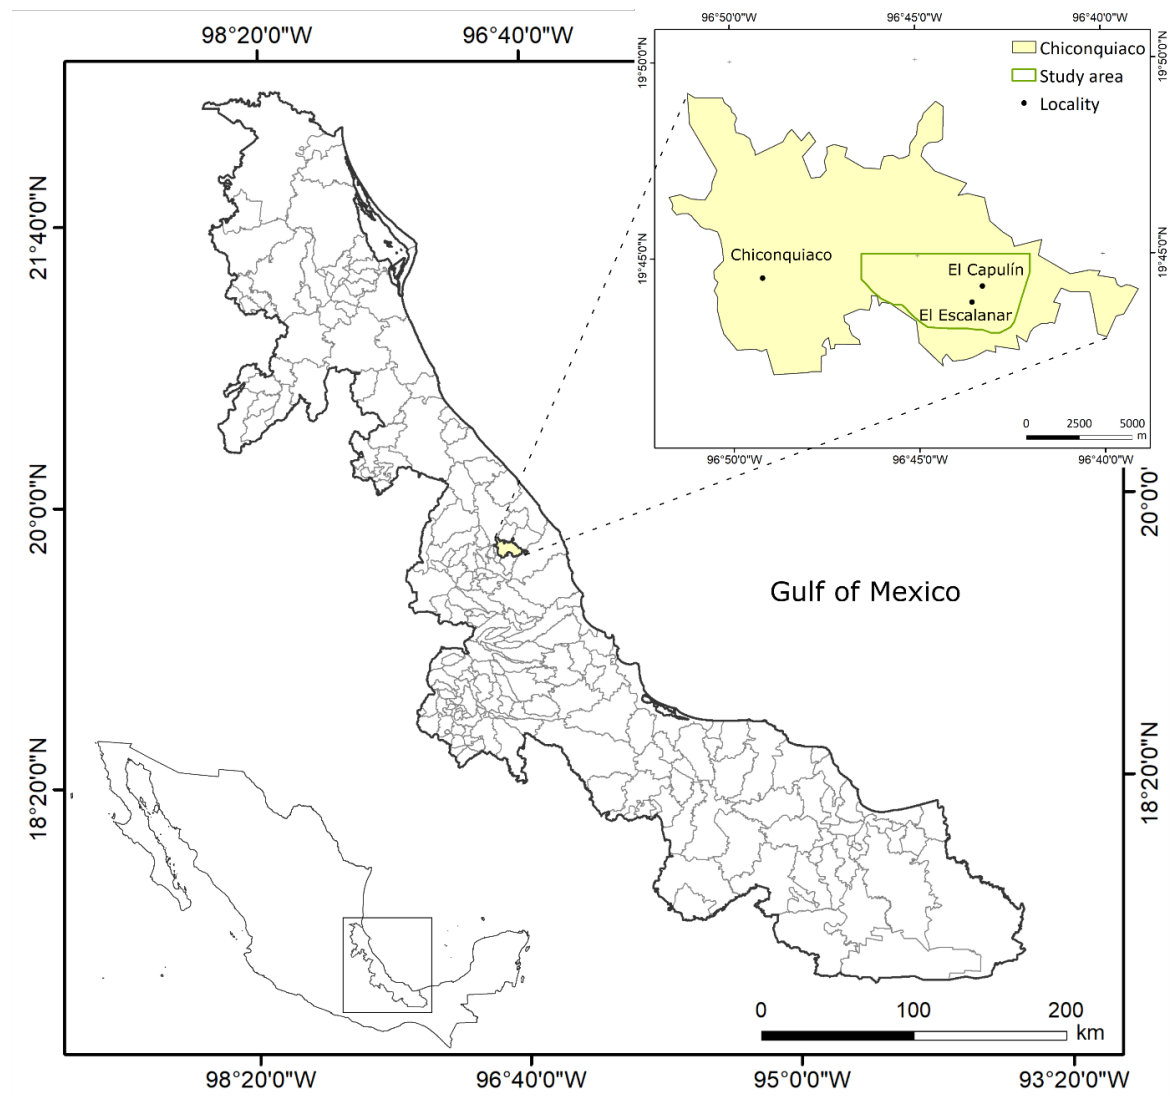 98°20'0"W 96°40'0"W
96°50'0"W 96°45'0"W 96°40'0"W
19°50'0"N
19°50'0"N
Chiconquiaco
Study area
Locality
21°40'0"N
19°45'0"N
19°45'0"N
Chiconquiaco
El Capulín
El Escalanar
0 2500 5000
m
96°50'0"W 96°45'0"W 96°40'0"W
20°0'0"N
20°0'0'
Gulf of Mexico
18°20'0"N
18°20'0"N
0 100 200
km
98°20'0"W 96°40'0"W 95°0'0"W 93°20'0"W